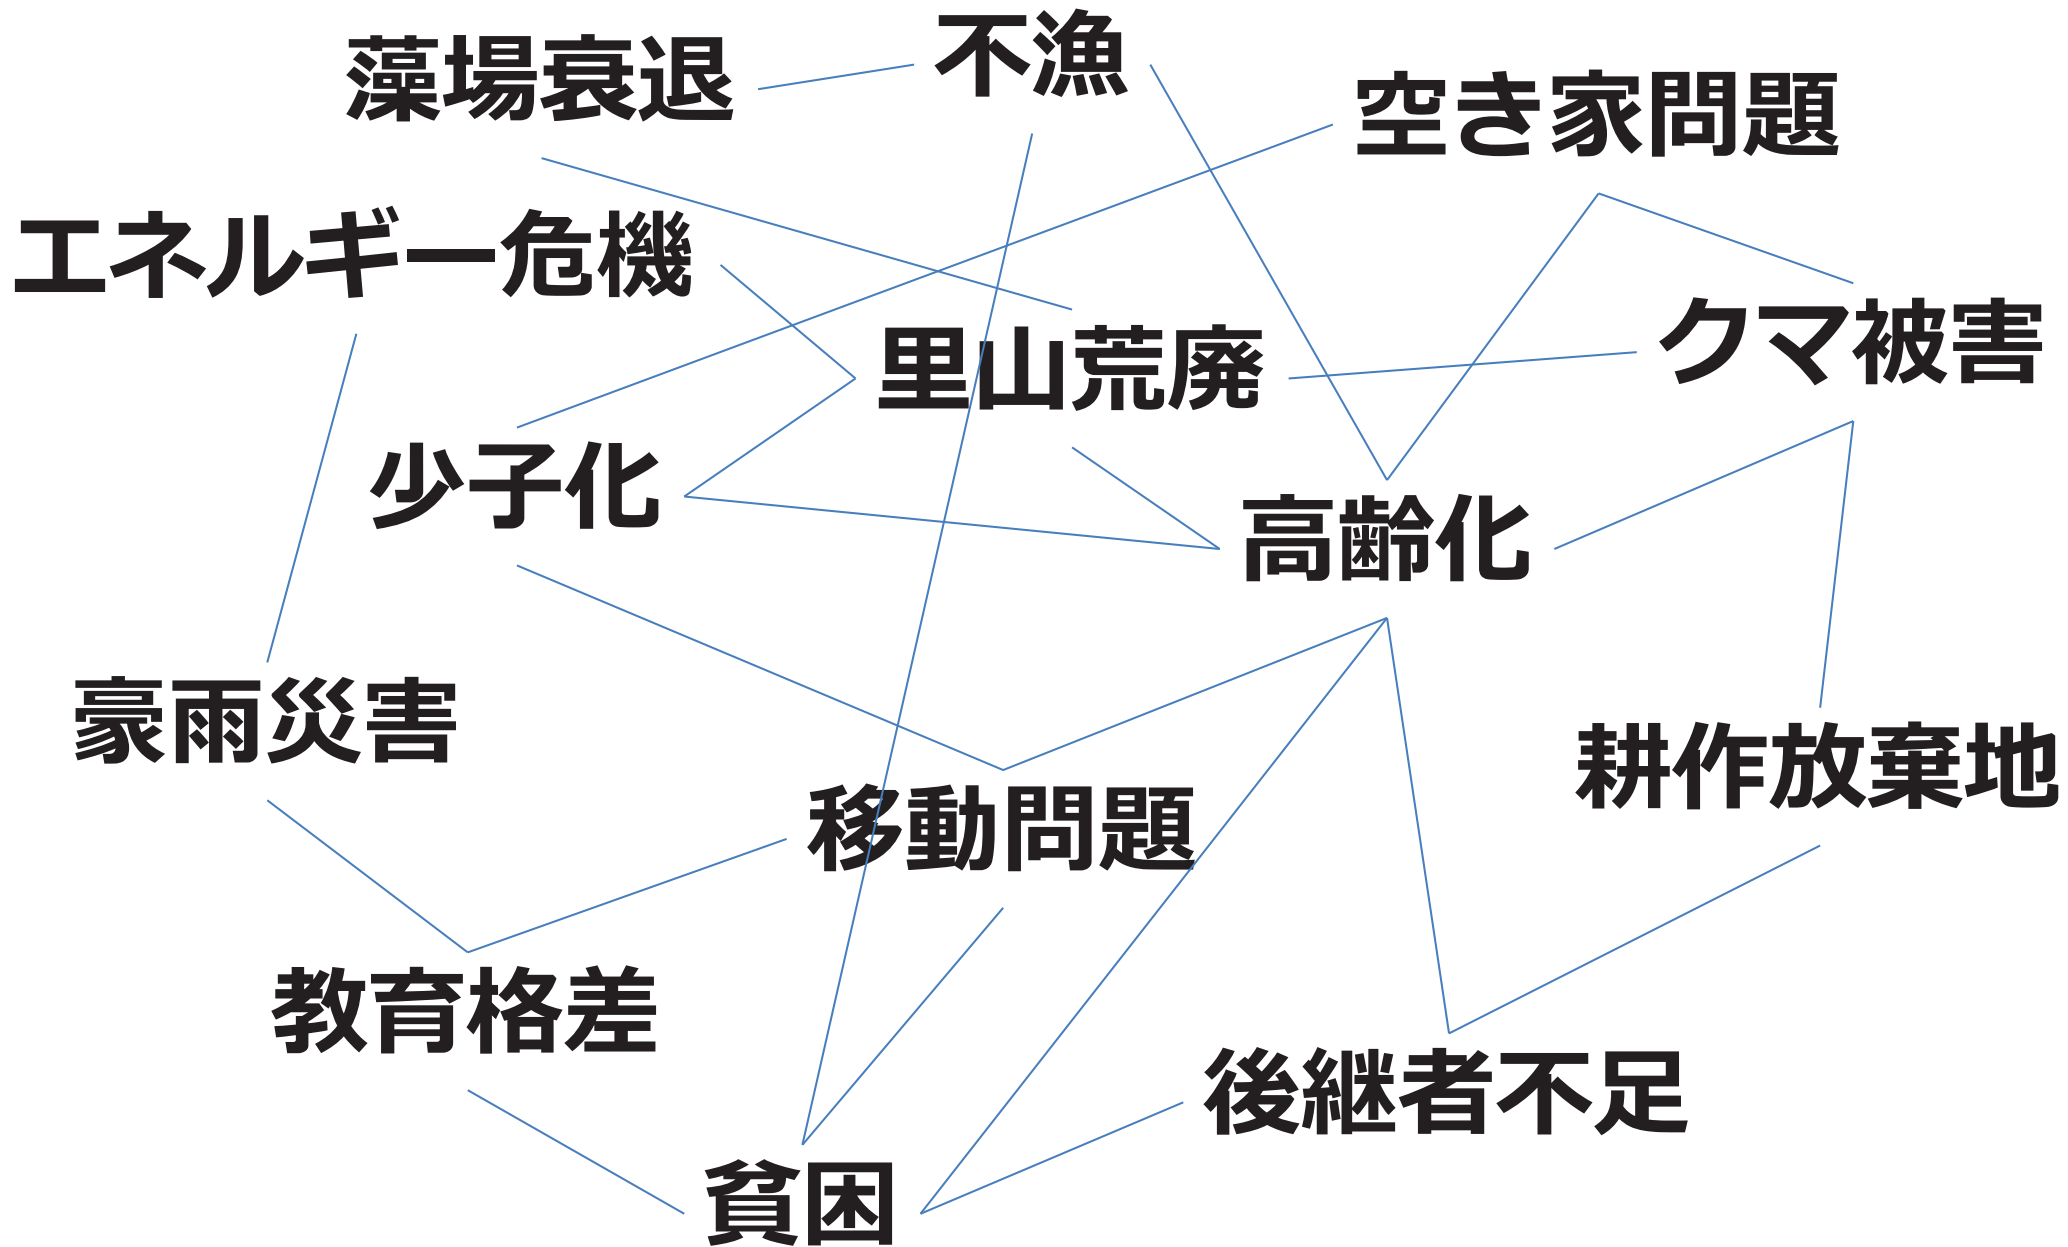 不漁
藻場衰退
空き家問題
エネルギー危機
クマ被害
里山荒廃
少子化
高齢化
豪雨災害
耕作放棄地
移動問題
教育格差
後継者不足
貧困